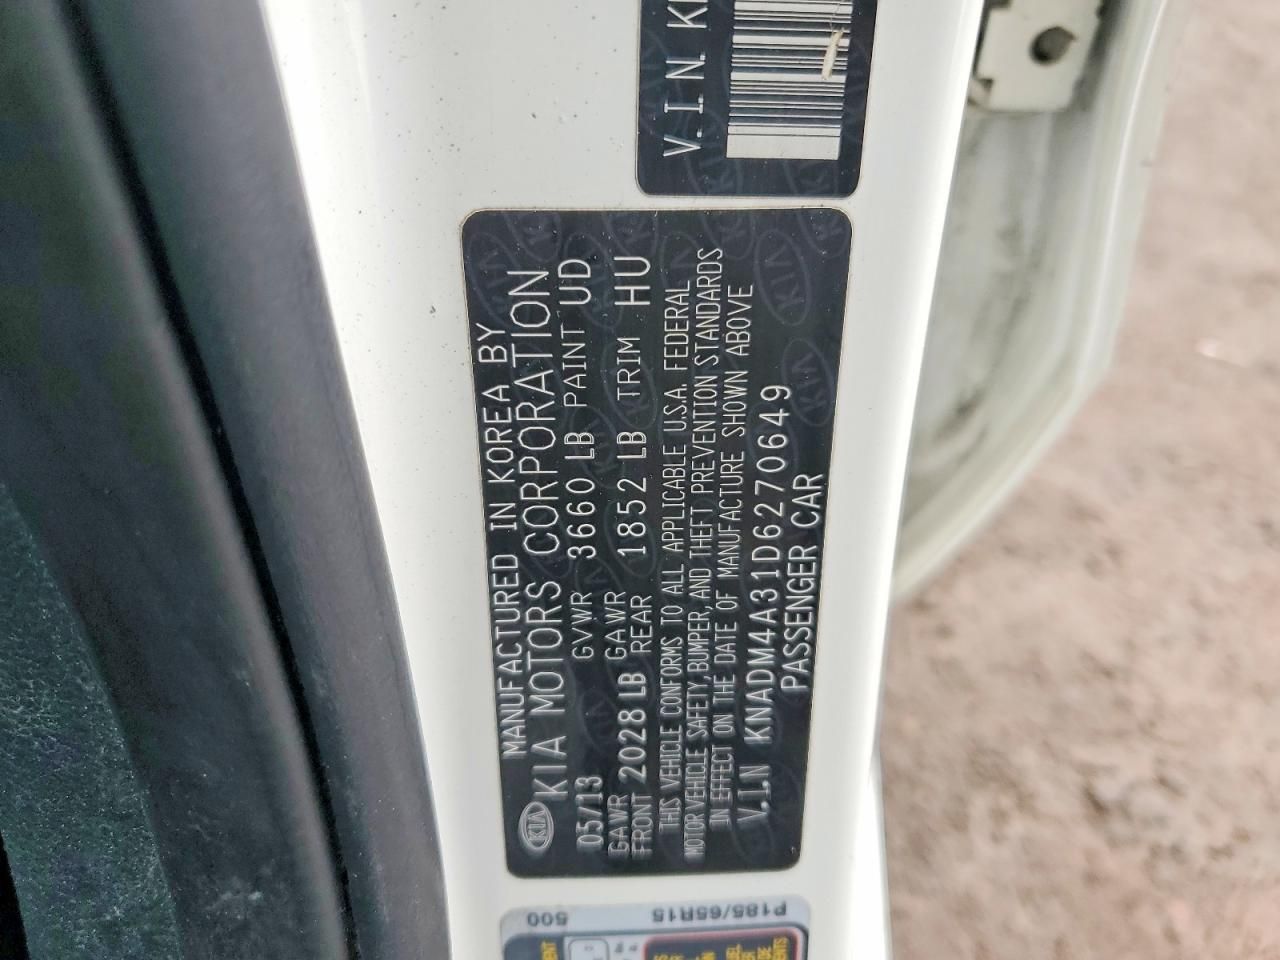 V.I.N.
MANUFACTURED IN KOREA BY
KIA KIA MOTORS CORPORATION
05/13 GVWR 3660 LB PAINT UD
GAWR FRONT 2028 LB GAWR REAR 1852 LB TRIM HU
THIS VEHICLE CONFORMS TO ALL APPLICABLE U.S.A. FEDERAL
MOTOR VEHICLE SAFETY, BUMPER, AND THEFT PREVENTION STANDARDS
IN EFFECT ON THE DATE OF MANUFACTURE SHOWN ABOVE
V.I.N KNADM4A31D6270649
PASSENGER CAR
P185/65R15
500